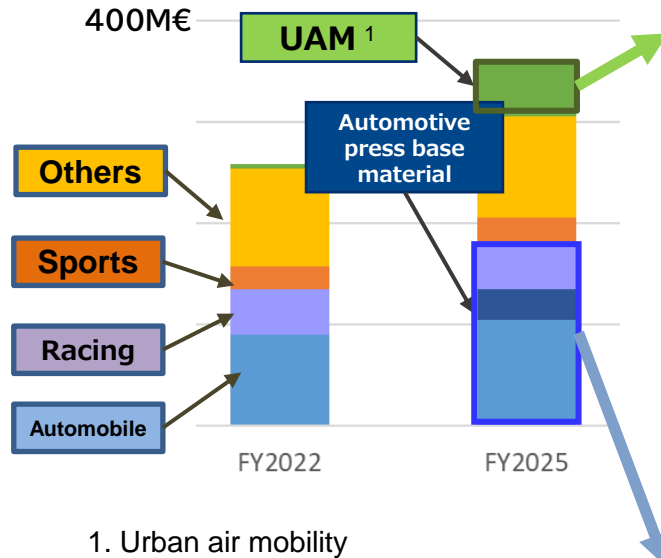 400M€
UAM ¹
Automotive
press base
material
Others
Sports
Racing
Automobile
FY2022
FY2025
1. Urban air mobility